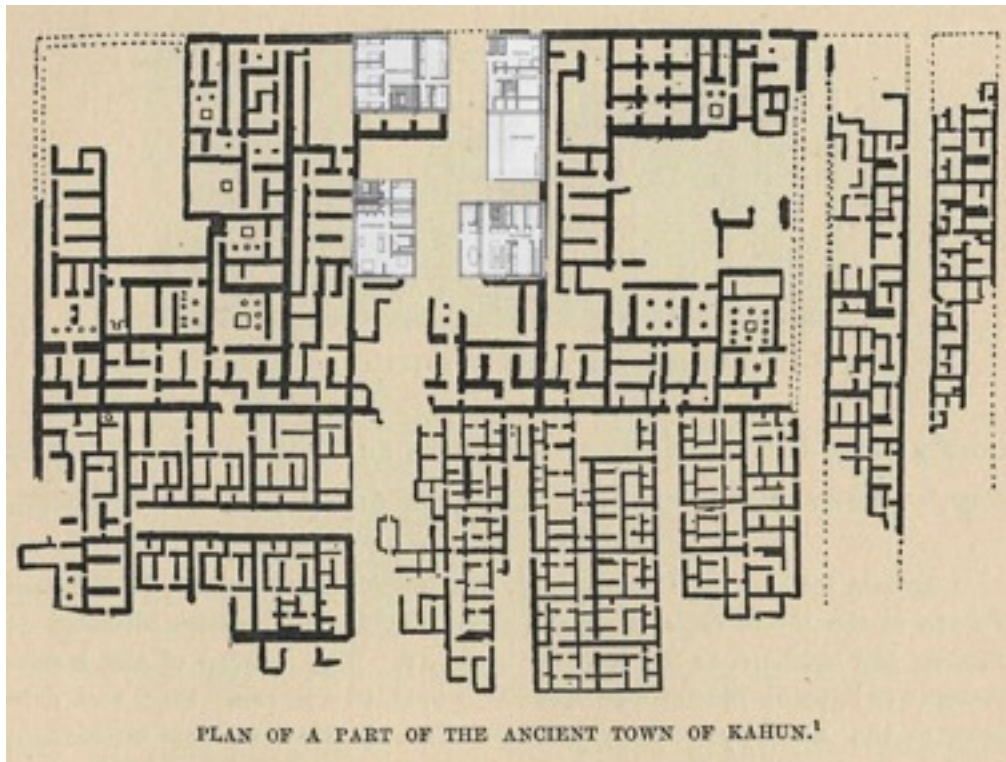 PLAN OF A PART OF THE ANCIENT TOWN OF KAHUN.¹